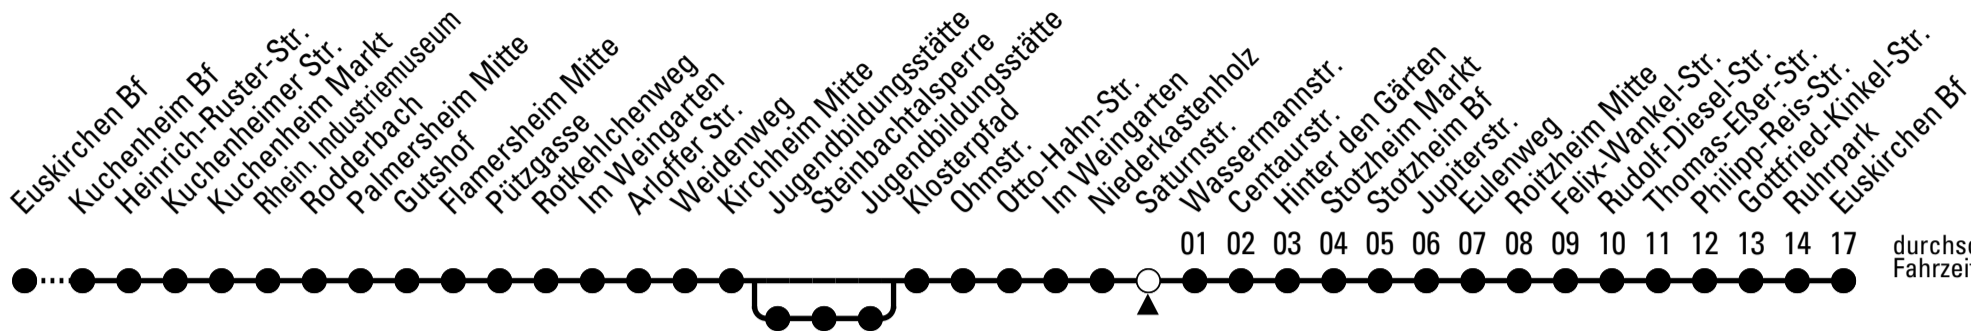 Euskirchen Bf
Kuchenheim Bf
Heinrich-Ruster-Str.
Kuchenheimer Str.
Kuchenheim Markt
Rhein. Industriemuseum
Rodderbach
Palmersheim Mitte
Gutshof
Flamersheim Mitte
Pützgasse
Rotkehlchenweg
Im Weingarten
Arloffer Str.
Weidenweg
Kirchheim Mitte
Jugendbildungsstätte
Steinbachtalsperre
Jugendbildungsstätte
Klosterpfad
Ohmstr.
Otto-Hahn-Str.
Im Weingarten
Niederkastenholz
Saturnstr.
Wassermannstr.
Centaurstr.
Hinter den Gärten
Stotzheim Markt
Stotzheim Bf
Jupiterstr.
Eulenweg
Roitzheim Mitte
Felix-Wankel-Str.
Rudolf-Diesel-Str.
Thomas-Eßer-Str.
Philipp-Reis-Str.
Gottfried-Kinkel-Str.
Ruhrpark
Euskirchen Bf
01 02 03 04 05 06 07 08 09 10 11 12 13 14 17
durchs
Fahrzei